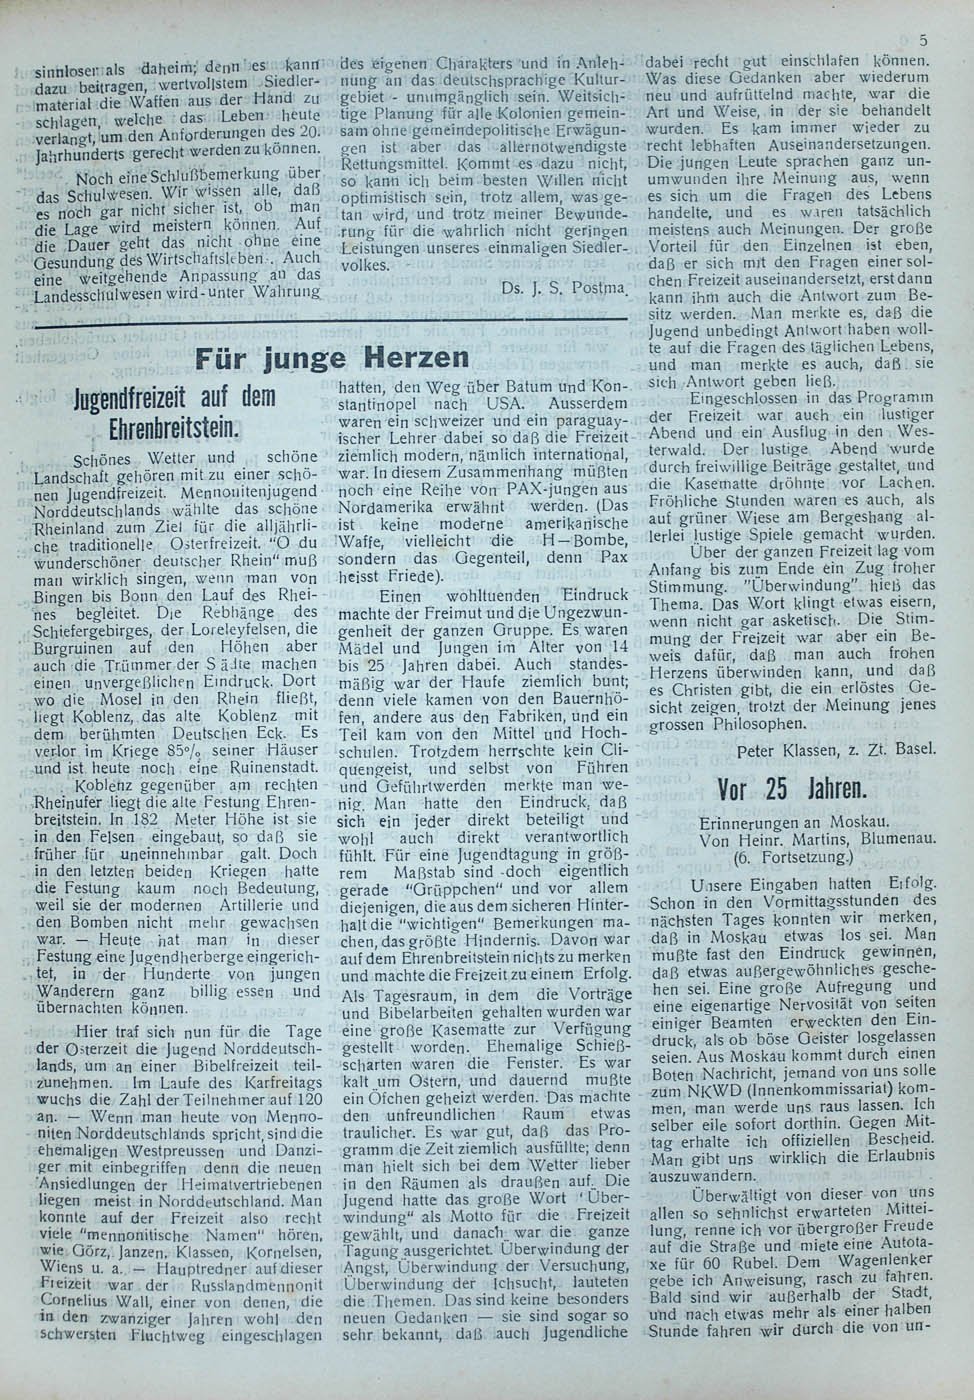 5
sinnloser als daheim; denn es kann
dazu beitragen, wertvollstem Siedler-
material die Waffen aus der Hand zu
schlagen, welche das Leben heute
verlangt, um den Anforderungen des 20.
Jahrhunderts gerecht werden zu können.
Noch eine Schlußbemerkung über
das Schulwesen. Wir wissen alle, daß
es noch gar nicht sicher ist, ob man
die Lage wird meistern können. Auf
die Dauer geht das nicht ohne eine
Gesundung des Wirtschaftsleben. Auch
eine weitgehende Anpassung an das
Landesschulwesen wird - unter Wahrung
des eigenen Charakters und in Anleh-
nung an das deutschsprachige Kultur-
gebiet - unumgänglich sein. Weitsich-
tige Planung für alle Kolonien gemein-
sam ohne gemeindepolitische Erwägun-
gen ist aber das allernotwendigste
Rettungsmittel. Kommt es dazu nicht,
so kann ich beim besten Willen nicht
optimistisch sein, trotz allem, was ge-
tan wird, und trotz meiner Bewunde-
rung für die wahrlich nicht geringen
Leistungen unseres einmaligen Siedler-
volkes.
Ds. J. S. Postma.
Für junge Herzen
Jugendfreizeit auf dem
Ehrenbreitstein.
Schönes Wetter und schöne
Landschaft gehören mit zu einer schö-
nen Jugendfreizeit. Mennonitenjugend
Norddeutschlands wählte das schöne
Rheinland zum Ziel für die alljährli-
che traditionelle Osterfreizeit. "O du
wunderschöner deutscher Rhein" muß
man wirklich singen, wenn man von
Bingen bis Bonn den Lauf des Rhei-
nes begleitet. Die Rebhänge des
Schiefergebirges, der Loreleyfelsen, die
Burgruinen auf den Höhen aber
auch die Trümmer der Städte machen
einen unvergeßlichen Eindruck. Dort
wo die Mosel in den Rhein fließt,
liegt Koblenz, das alte Koblenz mit
dem berühmten Deutschen Eck. Es
verlor im Kriege 85% seiner Häuser
und ist heute noch eine Ruinenstadt.
Koblenz gegenüber am rechten
Rheinufer liegt die alte Festung Ehren-
breitstein. In 182 Meter Höhe ist sie
in den Felsen eingebaut, so daß sie
früher für uneinnehmbar galt. Doch
in den letzten beiden Kriegen hatte
die Festung kaum noch Bedeutung,
weil sie der modernen Artillerie und
den Bomben nicht mehr gewachsen
war. — Heute hat man in dieser
Festung eine Jugendherberge eingerich-
tet, in der Hunderte von jungen
Wanderern ganz billig essen und
übernachten können.
Hier traf sich nun für die Tage
der Osterzeit die Jugend Norddeutsch-
lands, um an einer Bibelfreizeit teil-
zunehmen. Im Laufe des Karfreitags
wuchs die Zahl der Teilnehmer auf 120
an. — Wenn man heute von Menno-
niten Norddeutschlands spricht, sind die
ehemaligen Westpreussen und Danzi-
ger mit einbegriffen denn die neuen
Ansiedlungen der Heimatvertriebenen
liegen meist in Norddeutschland. Man
konnte auf der Freizeit also recht
viele "mennonitische Namen" hören,
wie Görz, Janzen, Klassen, Kornelsen,
Wiens u. a. — Hauptredner auf dieser
Freizeit war der Russlandmennonit
Cornelius Wall, einer von denen, die
in den zwanziger Jahren wohl den
schwersten Fluchtweg eingeschlagen
hatten, den Weg über Batum und Kon-
stantinopel nach USA. Ausserdem
waren ein schweizer und ein paraguay-
ischer Lehrer dabei so daß die Freizeit
ziemlich modern, nämlich international,
war. In diesem Zusammenhang müßten
noch eine Reihe von PAX-jungen aus
Nordamerika erwähnt werden. (Das
ist keine moderne amerikanische
Waffe, vielleicht die H—Bombe,
sondern das Gegenteil, denn Pax
heisst Friede).
Einen wohltuenden Eindruck
machte der Freimut und die Ungezwun-
genheit der ganzen Gruppe. Es waren
Mädel und Jungen im Alter von 14
bis 25 Jahren dabei. Auch standes-
mäßig war der Haufe ziemlich bunt;
denn viele kamen von den Bauernhö-
fen, andere aus den Fabriken, und ein
Teil kam von den Mittel und Hoch-
schulen. Trotzdem herrschte kein Cli-
quengeist, und selbst von Führen
und Geführtwerden merkte man we-
nig. Man hatte den Eindruck, daß
sich ein jeder direkt beteiligt und
wohl auch direkt verantwortlich
fühlt. Für eine Jugendtagung in größ-
rem Maßstab sind doch eigentlich
gerade "Grüppchen" und vor allem
diejenigen, die aus dem sicheren Hinter-
halt die "wichtigen" Bemerkungen ma-
chen, das größte Hindernis. Davon war
auf dem Ehrenbreitstein nichts zu merken
und machte die Freizeit zu einem Erfolg.
Als Tagesraum, in dem die Vorträge
und Bibelarbeiten gehalten wurden war
eine große Kasematte zur Verfügung
gestellt worden. Ehemalige Schieß-
scharten waren die Fenster. Es war
kalt um Ostern, und dauernd mußte
ein Öfchen geheizt werden. Das machte
den unfreundlichen Raum etwas
traulicher. Es war gut, daß das Pro-
gramm die Zeit ziemlich ausfüllte; denn
man hielt sich bei dem Wetter lieber
in den Räumen als draußen auf. Die
Jugend hatte das große Wort "Über-
windung" als Motto für die Freizeit
gewählt, und danach war die ganze
Tagung ausgerichtet. Überwindung der
Angst, Überwindung der Versuchung,
Überwindung der Ichsucht, lauteten
die Themen. Das sind keine besonders
neuen Gedanken — sie sind sogar so
sehr bekannt, daß auch Jugendliche
dabei recht gut einschlafen können.
Was diese Gedanken aber wiederum
neu und aufrüttelnd machte, war die
Art und Weise, in der sie behandelt
wurden. Es kam immer wieder zu
recht lebhaften Auseinandersetzungen.
Die jungen Leute sprachen ganz un-
umwunden ihre Meinung aus, wenn
es sich um die Fragen des Lebens
handelte, und es waren tatsächlich
meistens auch Meinungen. Der große
Vorteil für den Einzelnen ist eben,
daß er sich mit den Fragen einer sol-
chen Freizeit auseinandersetzt, erst dann
kann ihm auch die Antwort zum Be-
sitz werden. Man merkte es, daß die
Jugend unbedingt Antwort haben woll-
te auf die Fragen des täglichen Lebens,
und man merkte es auch, daß sie
sich Antwort geben ließ.
Eingeschlossen in das Programm
der Freizeit war auch ein lustiger
Abend und ein Ausflug in den Wes-
terwald. Der lustige Abend wurde
durch freiwillige Beiträge gestaltet, und
die Kasematte dröhnte vor Lachen.
Fröhliche Stunden waren es auch, als
auf grüner Wiese am Bergeshang al-
lerlei lustige Spiele gemacht wurden.
Über der ganzen Freizeit lag vom
Anfang bis zum Ende ein Zug froher
Stimmung. "Überwindung" hieß das
Thema. Das Wort klingt etwas eisern,
wenn nicht gar asketisch. Die Stim-
mung der Freizeit war aber ein Be-
weis dafür, daß man auch frohen
Herzens überwinden kann, und daß
es Christen gibt, die ein erlöstes Ge-
sicht zeigen, trotzt der Meinung jenes
grossen Philosophen.
Peter Klassen, z. Zt. Basel.
Vor 25 Jahren.
Erinnerungen an Moskau.
Von Heinr. Martins, Blumenau.
(6. Fortsetzung.)
Unsere Eingaben hatten Erfolg.
Schon in den Vormittagsstunden des
nächsten Tages konnten wir merken,
daß in Moskau etwas los sei. Man
mußte fast den Eindruck gewinnen,
daß etwas außergewöhnliches gesche-
hen sei. Eine große Aufregung und
eine eigenartige Nervosität von seiten
einiger Beamten erweckten den Ein-
druck, als ob böse Geister losgelassen
seien. Aus Moskau kommt durch einen
Boten Nachricht, jemand von uns solle
zum NKWD (Innenkommissariat) kom-
men, man werde uns raus lassen. Ich
selber eile sofort dorthin. Gegen Mit-
tag erhalte ich offiziellen Bescheid.
Man gibt uns wirklich die Erlaubnis
auszuwandern.
Überwältigt von dieser von uns
allen so sehnlichst erwarteten Mittei-
lung, renne ich vor übergroßer Freude
auf die Straße und miete eine Autota-
xe für 60 Rubel. Dem Wagenlenker
gebe ich Anweisung, rasch zu fahren.
Bald sind wir außerhalb der Stadt,
und nach etwas mehr als einer halben
Stunde fahren wir durch die von un-